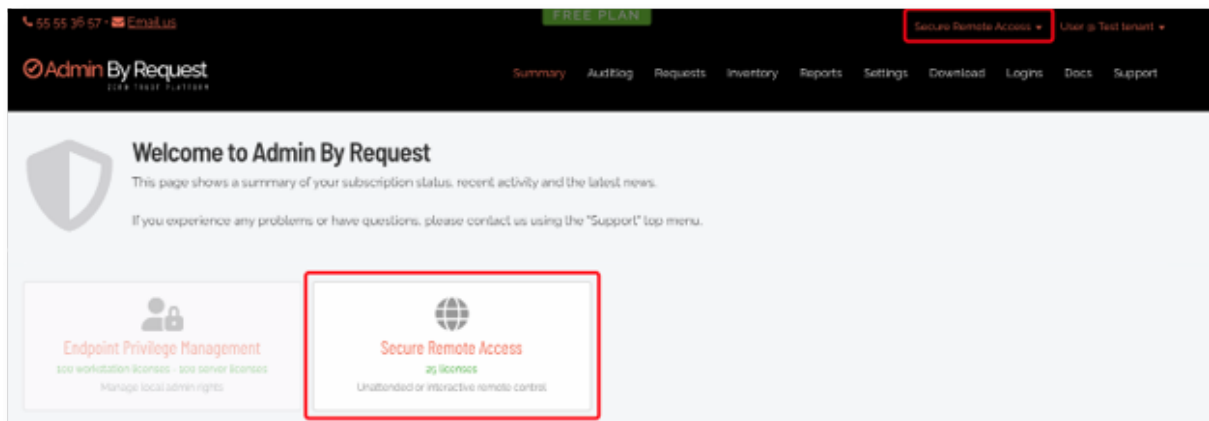 55 55 36 57 • Email us
FREE PLAN
Secure Remote Access
User @ Test tenant
Admin By Request
ZERO TRUST PLATFORM
Summary Auditlog Requests Inventory Reports Settings Download Logins Docs Support
Welcome to Admin By Request
This page shows a summary of your subscription status, recent activity and the latest news.
If you experience any problems or have questions, please contact us using the "Support" top menu.
Endpoint Privilege Management
100 workstation licenses - 100 server licenses
Manage local admin rights
Secure Remote Access
25 licenses
Unattended or interactive remote control